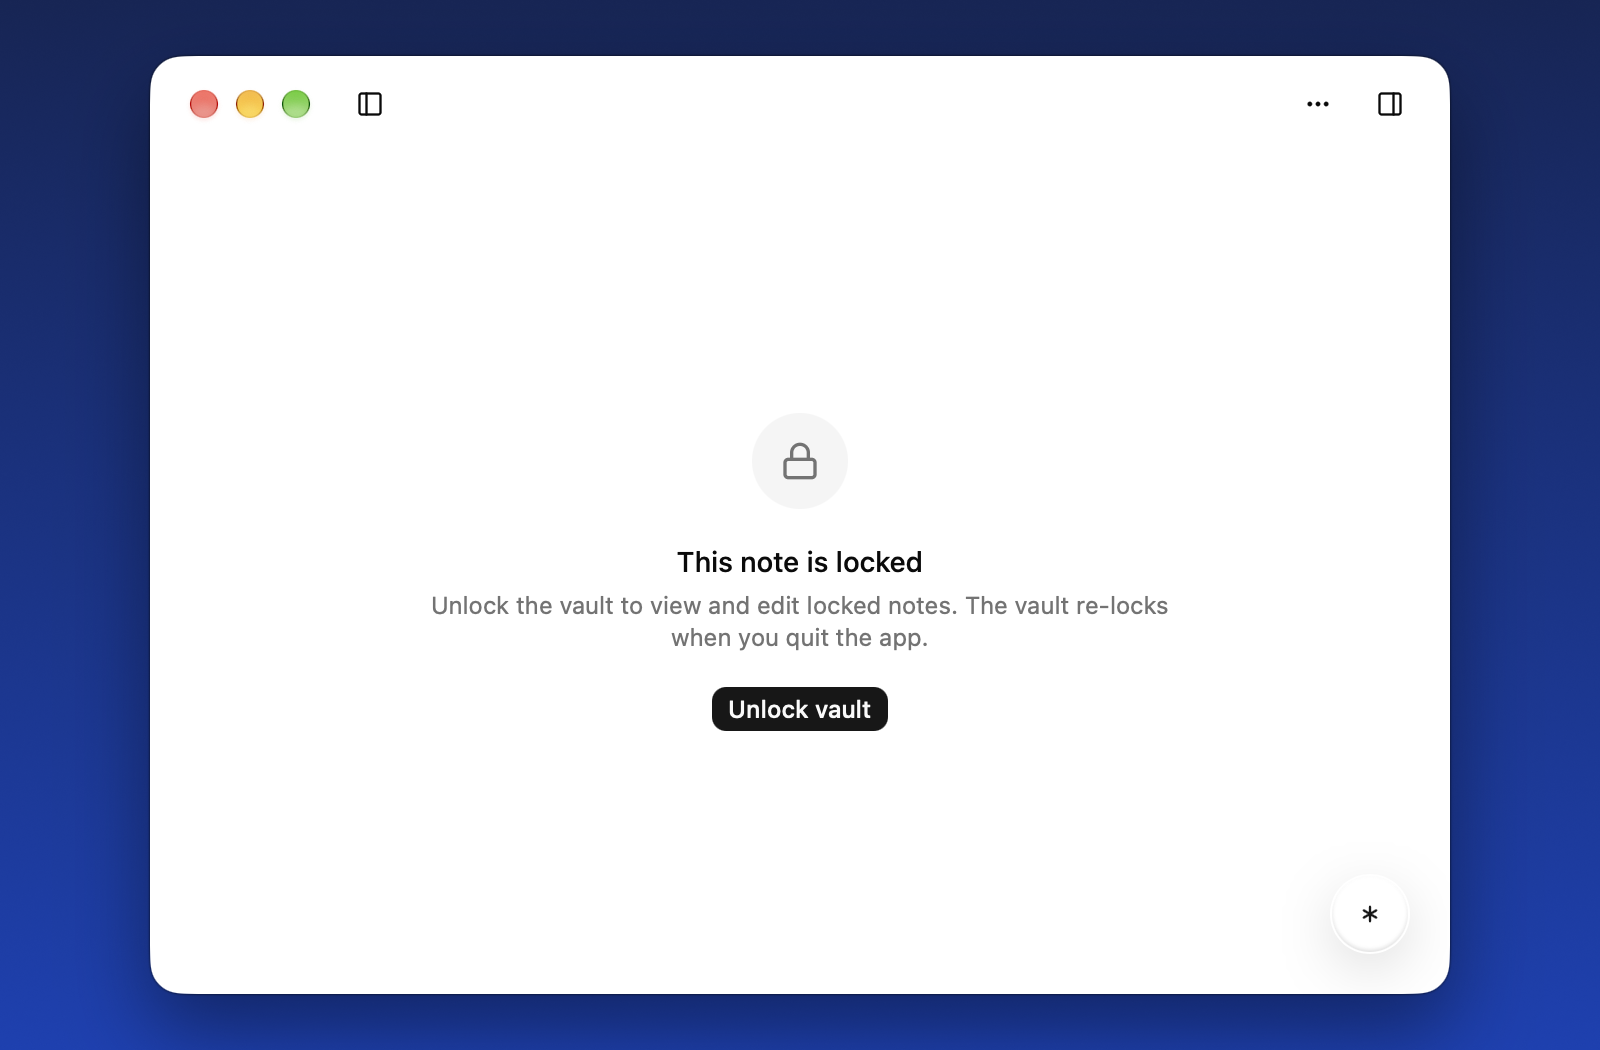 This note is locked
Unlock the vault to view and edit locked notes. The vault re-locks
when you quit the app.
Unlock vault